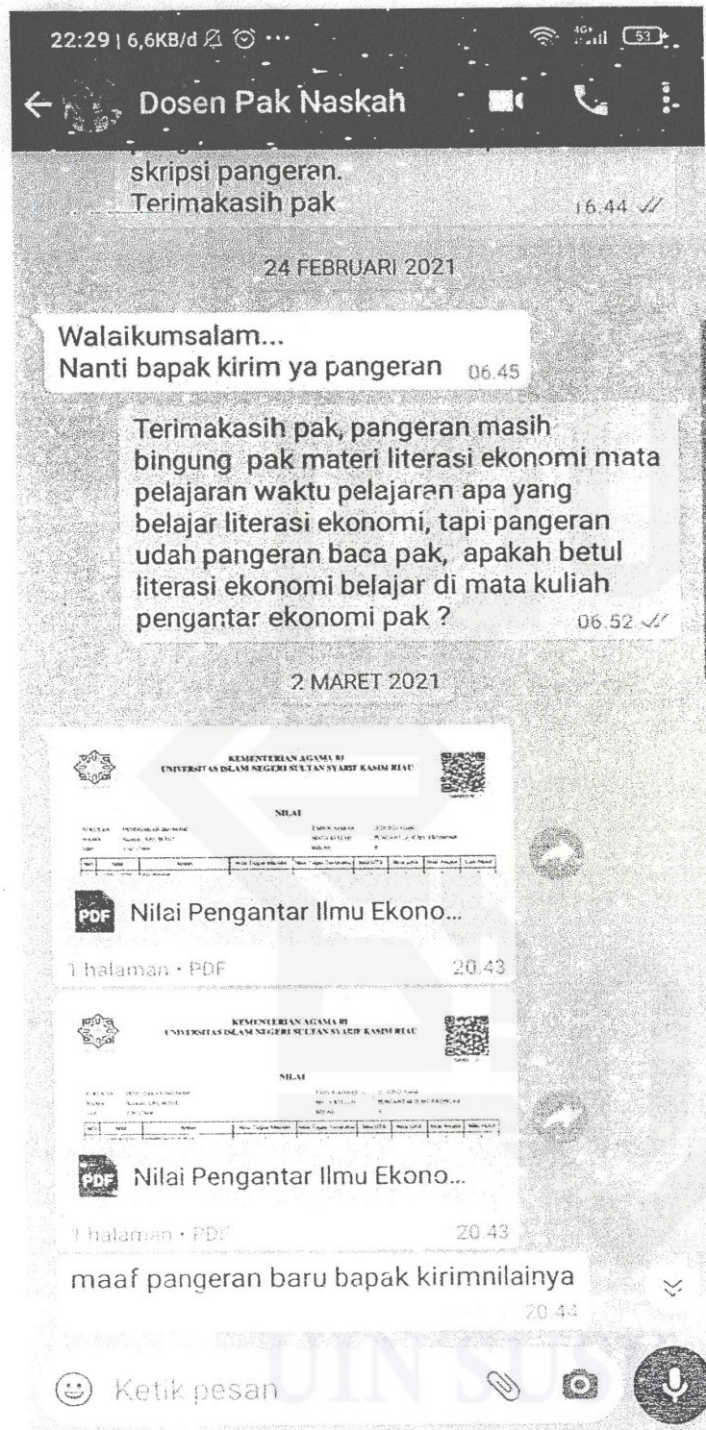 22:29 | 6,6KB/d
53
Dosen Pak Naskah
skripsi pangeran.
Terimakasih pak
16.44
24 FEBRUARI 2021
Walaikumsalam...
Nanti bapak kirim ya pangeran 06.45
Terimakasih pak, pangeran masih
bingung pak materi literasi ekonomi mata
pelajaran waktu pelajaran apa yang
belajar literasi ekonomi, tapi pangeran
udah pangeran baca pak, apakah betul
literasi ekonomi belajar di mata kuliah
pengantar ekonomi pak ? 06.52
2 MARET 2021
KEMENTERIAN AGAMA RI
UNIVERSITAS ISLAM NEGERI SULTAN SYARIF KASIM RIAU
NILAI
PDF Nilai Pengantar Ilmu Ekono...
1 halaman • PDF 20.43
KEMENTERIAN AGAMA RI
UNIVERSITAS ISLAM NEGERI SULTAN SYARIF KASIM RIAU
NILAI
PDF Nilai Pengantar Ilmu Ekono...
1 halaman • PDF 20.43
maaf pangeran baru bapak kirimnilainya
20.44
Ketik pesan
UIN SUS